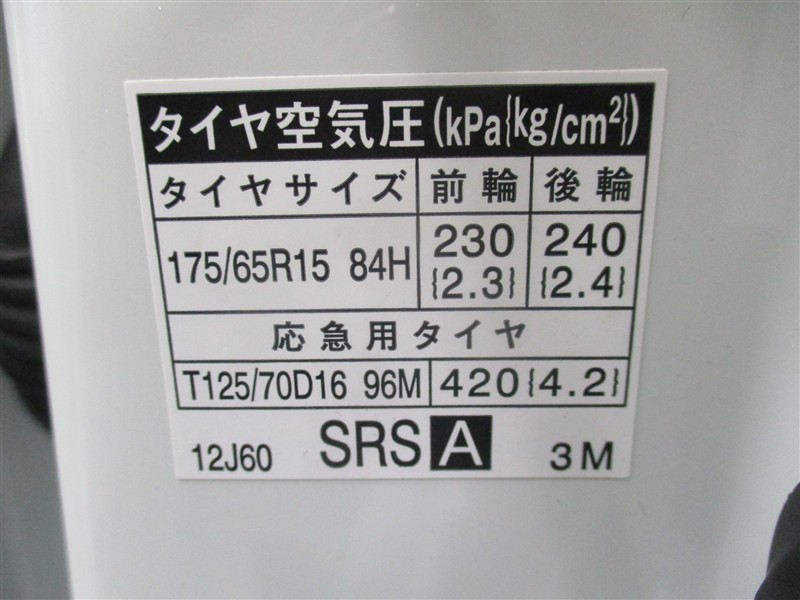 タイヤ空気圧(kPa{kg/cm²})
タイヤサイズ 前輪 後輪
175/65R15 84H 230 {2.3} 240 {2.4}
応急用タイヤ
T125/70D16 96M 420{4.2}
12J60 SRS A 3M